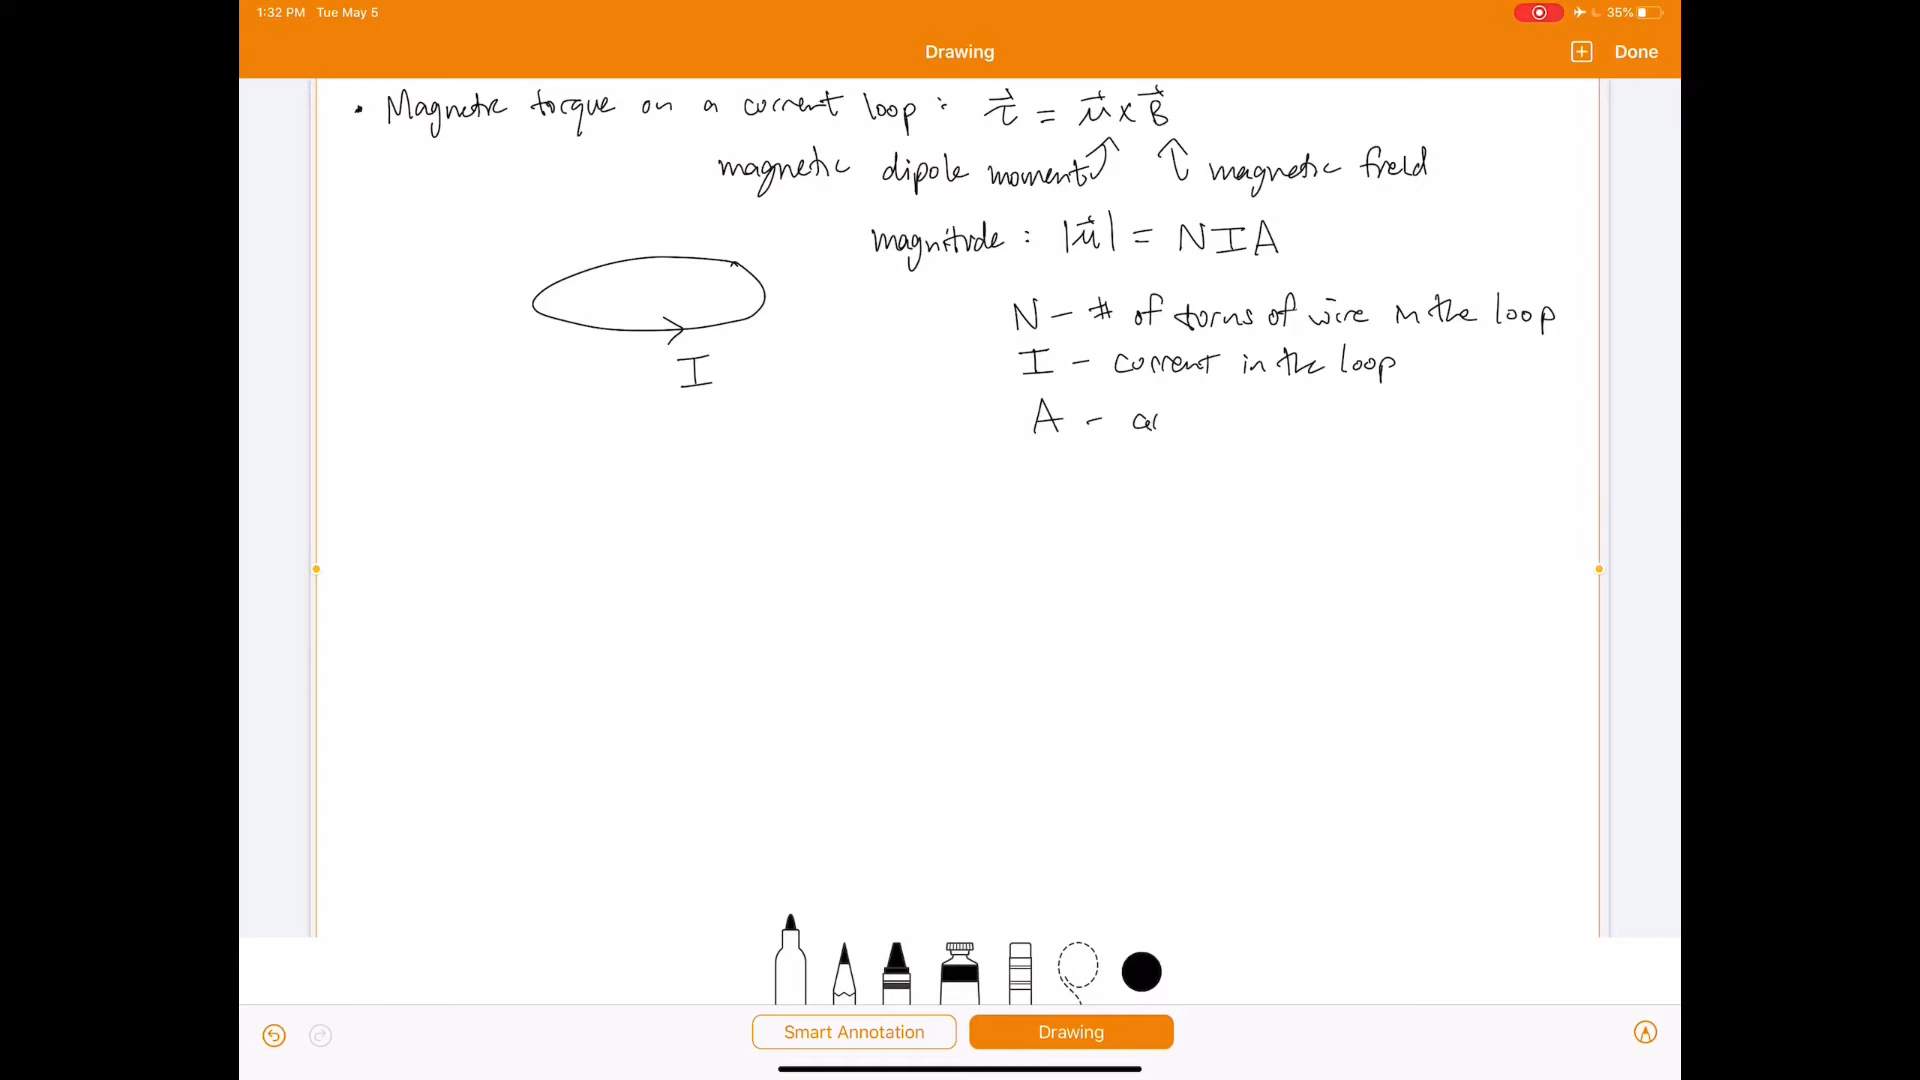 1:32 PM Tue May 5
35%
Drawing
Done
• Magnetic torque on a current loop : τ⃗ = μ⃗ × B⃗
magnetic dipole moment magnetic field
magnitude : |μ⃗| = NIA
N - # of turns of wire in the loop
I - current in the loop
I
A -
Smart Annotation
Drawing